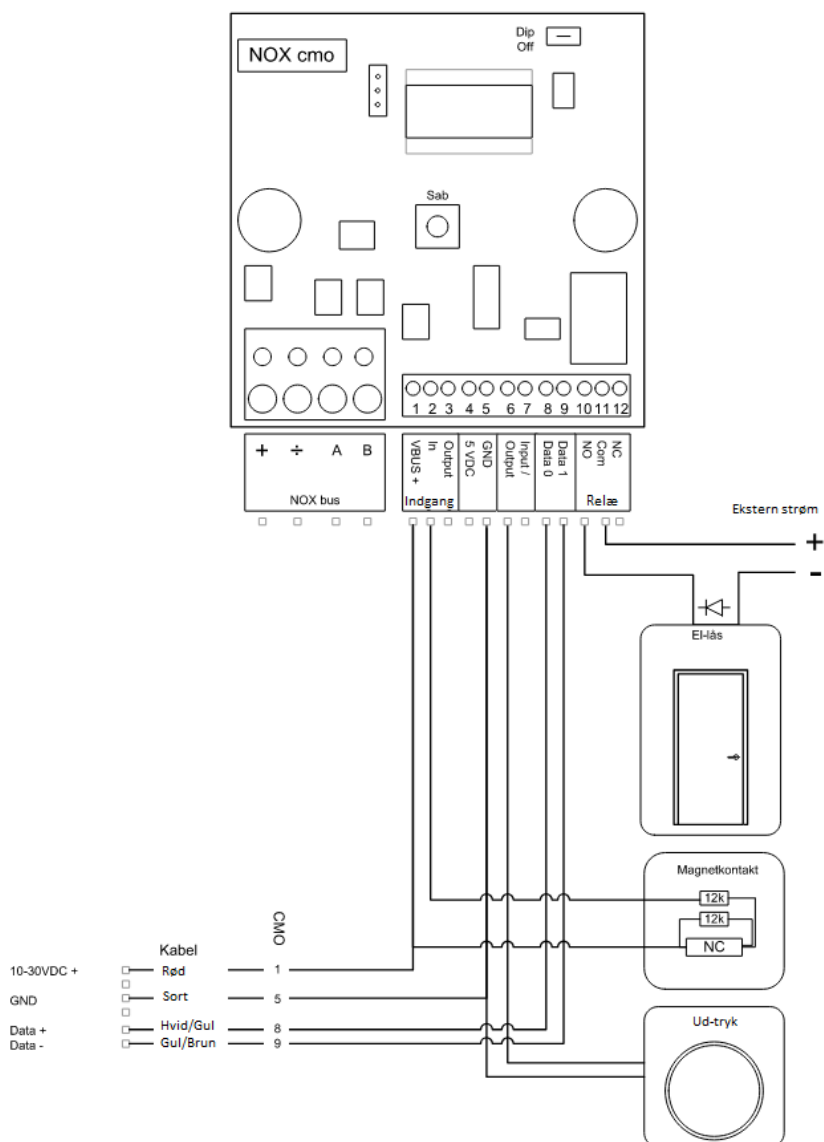 Dip
Off
NOX cmo
Sab
1 2 3 4 5 6 7 8 9 10 11 12
+ ÷ A B
NOX bus
VBUS +
In
Output
5 VDC
GND
Output
Input /
Data 0
Data 1
NO
Com
NC
Indgang
Relæ
Ekstern strøm
+
-
El-lås
Magnetkontakt
12k
12k
NC
CMO
Kabel
10-30VDC + Rød 1
GND Sort 5
Data + Hvid/Gul 8
Data - Gul/Brun 9
Ud-tryk